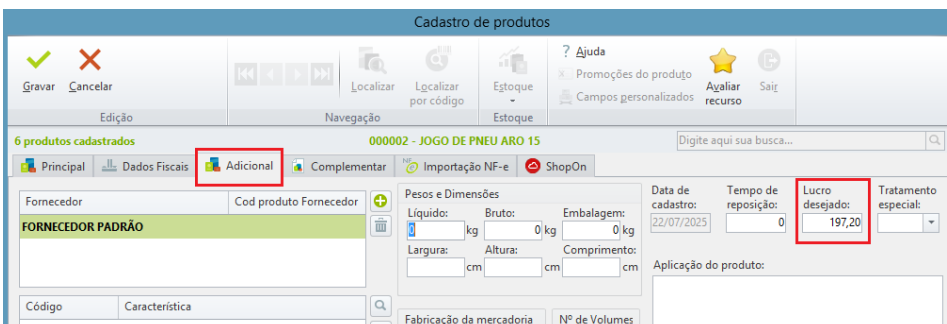 Cadastro de produtos
Gravar Cancelar
Localizar Localizar por código
Estoque
? Ajuda
Promoções do produto
Campos personalizados
Avaliar recurso
Sair
Edição Navegação Estoque
6 produtos cadastrados 000002 - JOGO DE PNEU ARO 15 Digite aqui sua busca...
Principal Dados Fiscais Adicional Complementar NF Importação NF-e ShopOn
Fornecedor Cod produto Fornecedor
FORNECEDOR PADRÃO
Pesos e Dimensões
Líquido: Bruto: Embalagem:
0 kg 0 kg 0 kg
Largura: Altura: Comprimento:
cm cm cm
Data de cadastro: Tempo de reposição: Lucro desejado: Tratamento especial:
22/07/2025 0 197,20
Aplicação do produto:
Código Característica
Fabricação da mercadoria Nº de Volumes